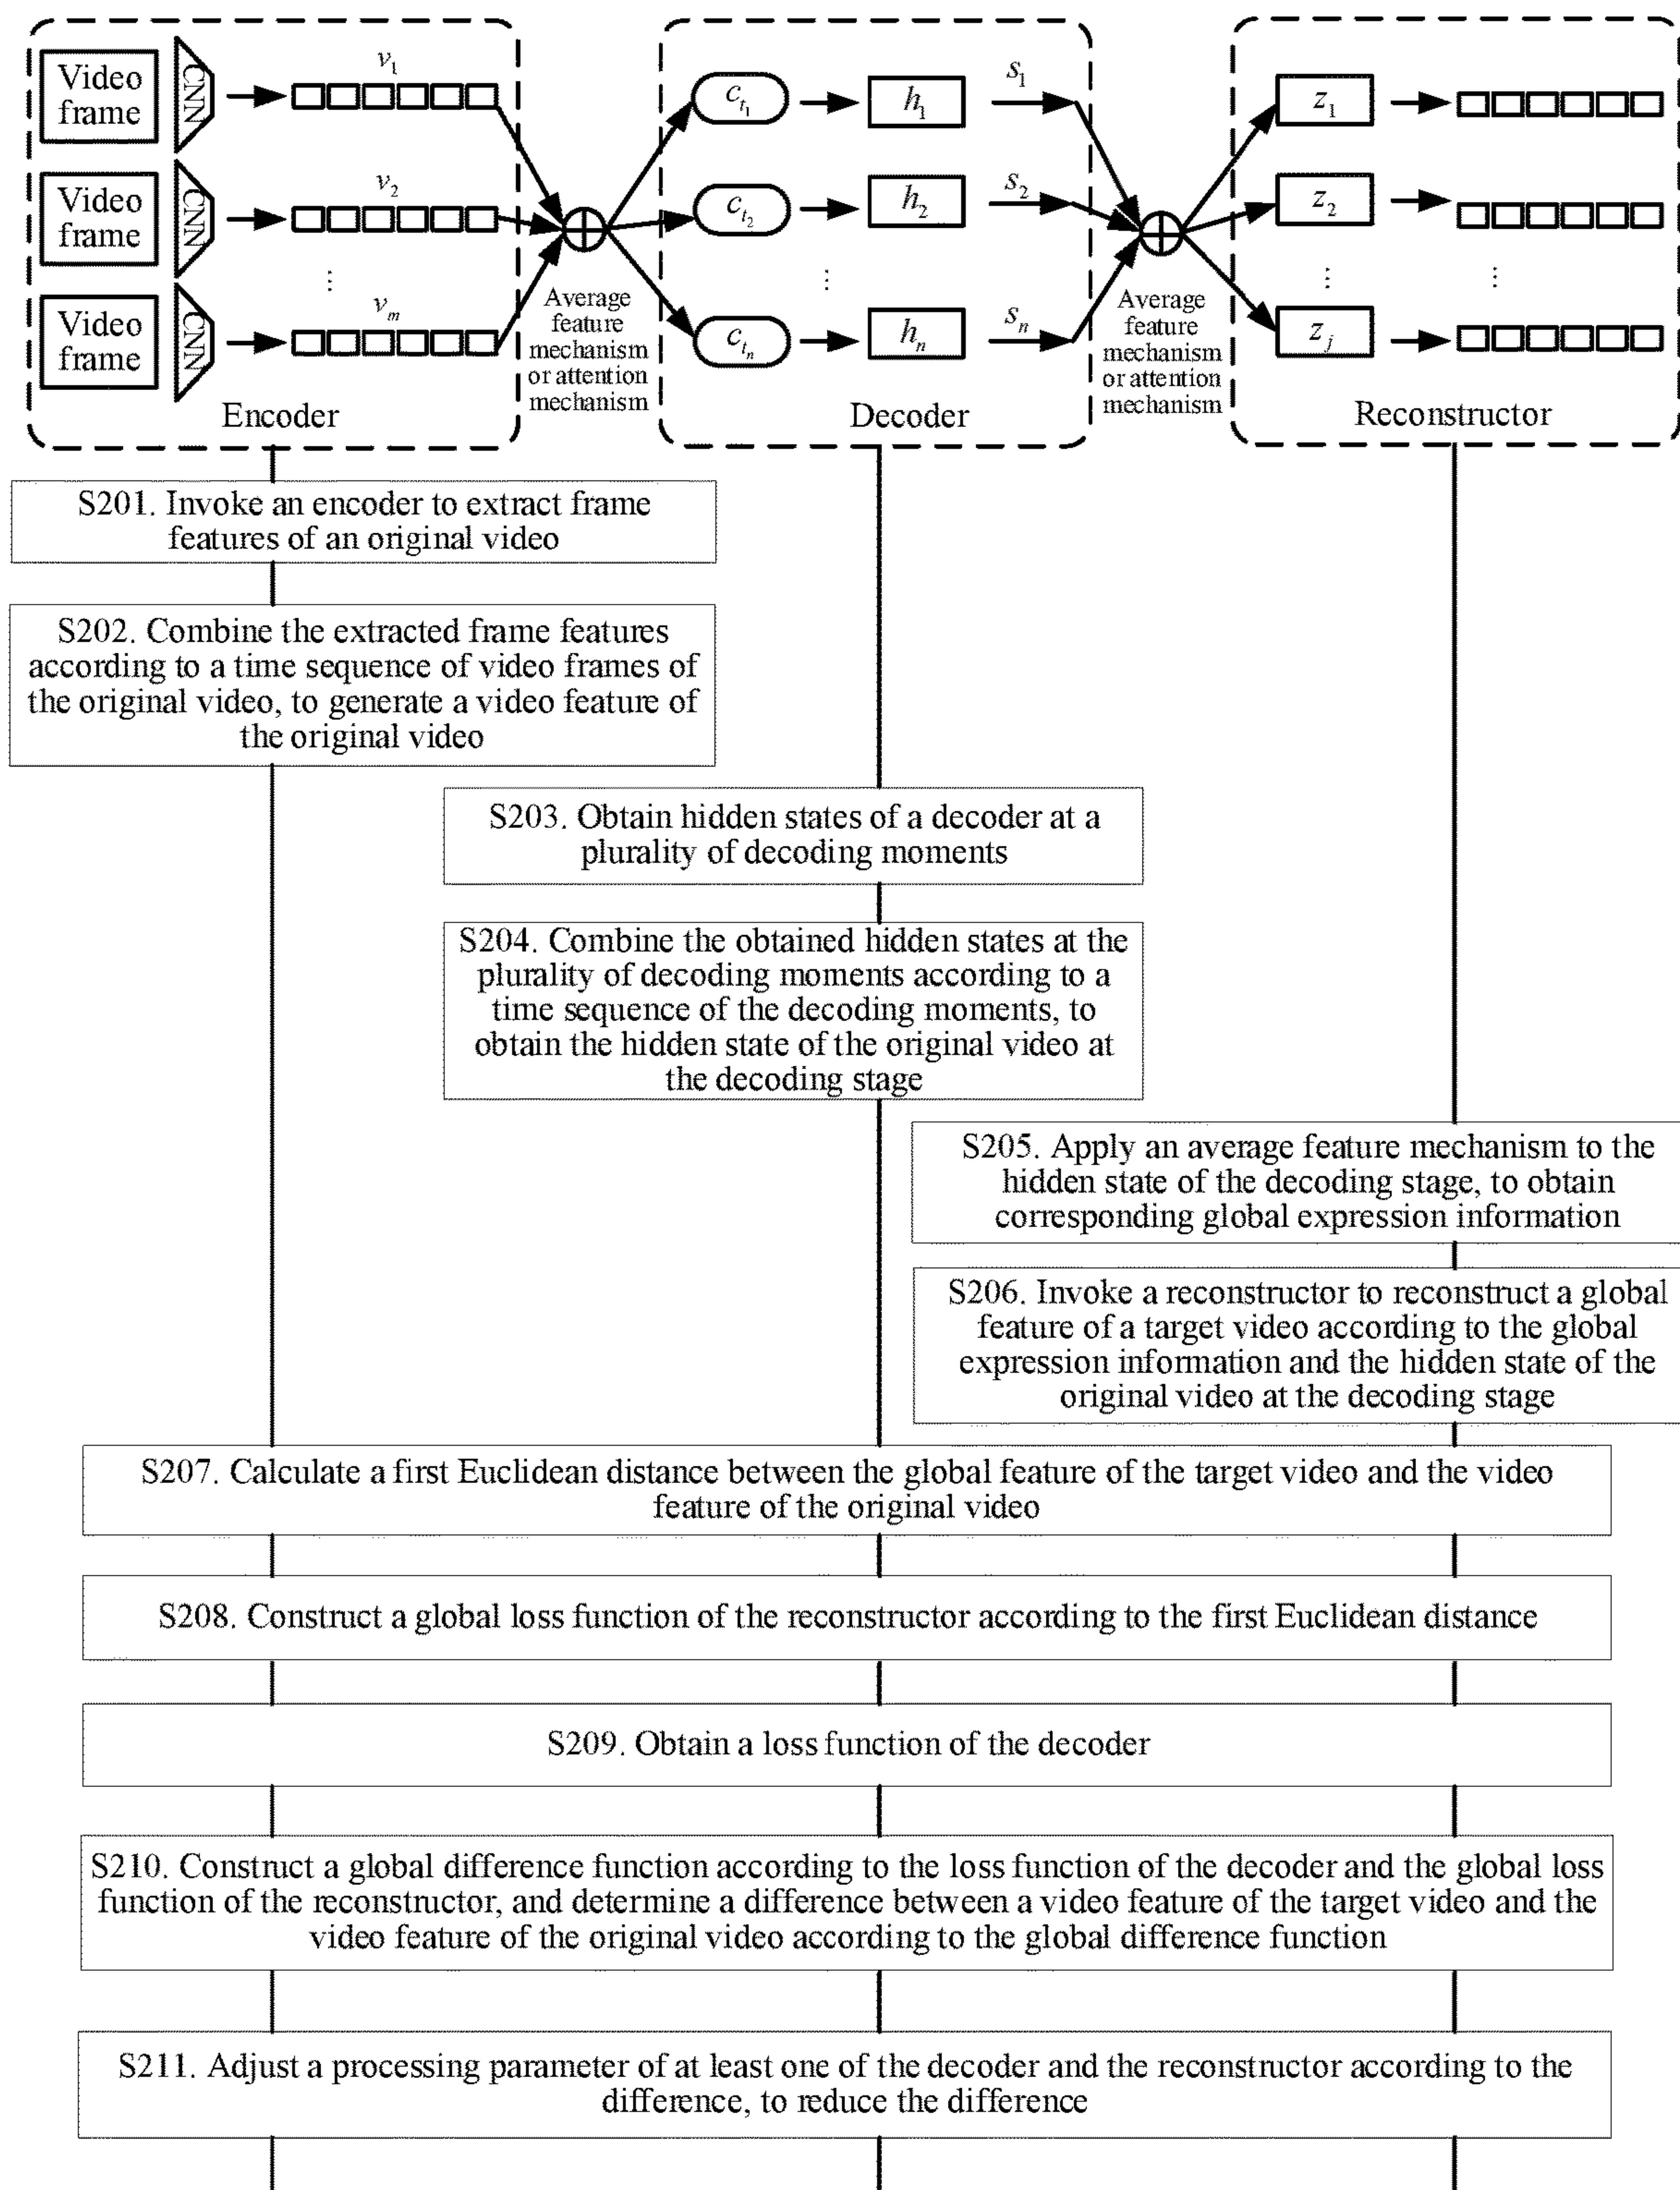 Video
frame
CNN
v1
Video
frame
CNN
v2
⋮
Video
frame
CNN
vm
Encoder
Average
feature
mechanism
or attention
mechanism
ct1
h1
s1
ct2
h2
s2
⋮
ctn
hn
sn
Decoder
Average
feature
mechanism
or attention
mechanism
z1
z2
⋮
⋮
zj
Reconstructor
S201. Invoke an encoder to extract frame
features of an original video
S202. Combine the extracted frame features
according to a time sequence of video frames of
the original video, to generate a video feature of
the original video
S203. Obtain hidden states of a decoder at a
plurality of decoding moments
S204. Combine the obtained hidden states at the
plurality of decoding moments according to a
time sequence of the decoding moments, to
obtain the hidden state of the original video at
the decoding stage
S205. Apply an average feature mechanism to the
hidden state of the decoding stage, to obtain
corresponding global expression information
S206. Invoke a reconstructor to reconstruct a global
feature of a target video according to the global
expression information and the hidden state of the
original video at the decoding stage
S207. Calculate a first Euclidean distance between the global feature of the target video and the video
feature of the original video
S208. Construct a global loss function of the reconstructor according to the first Euclidean distance
S209. Obtain a loss function of the decoder
S210. Construct a global difference function according to the loss function of the decoder and the global loss
function of the reconstructor, and determine a difference between a video feature of the target video and the
video feature of the original video according to the global difference function
S211. Adjust a processing parameter of at least one of the decoder and the reconstructor according to the
difference, to reduce the difference